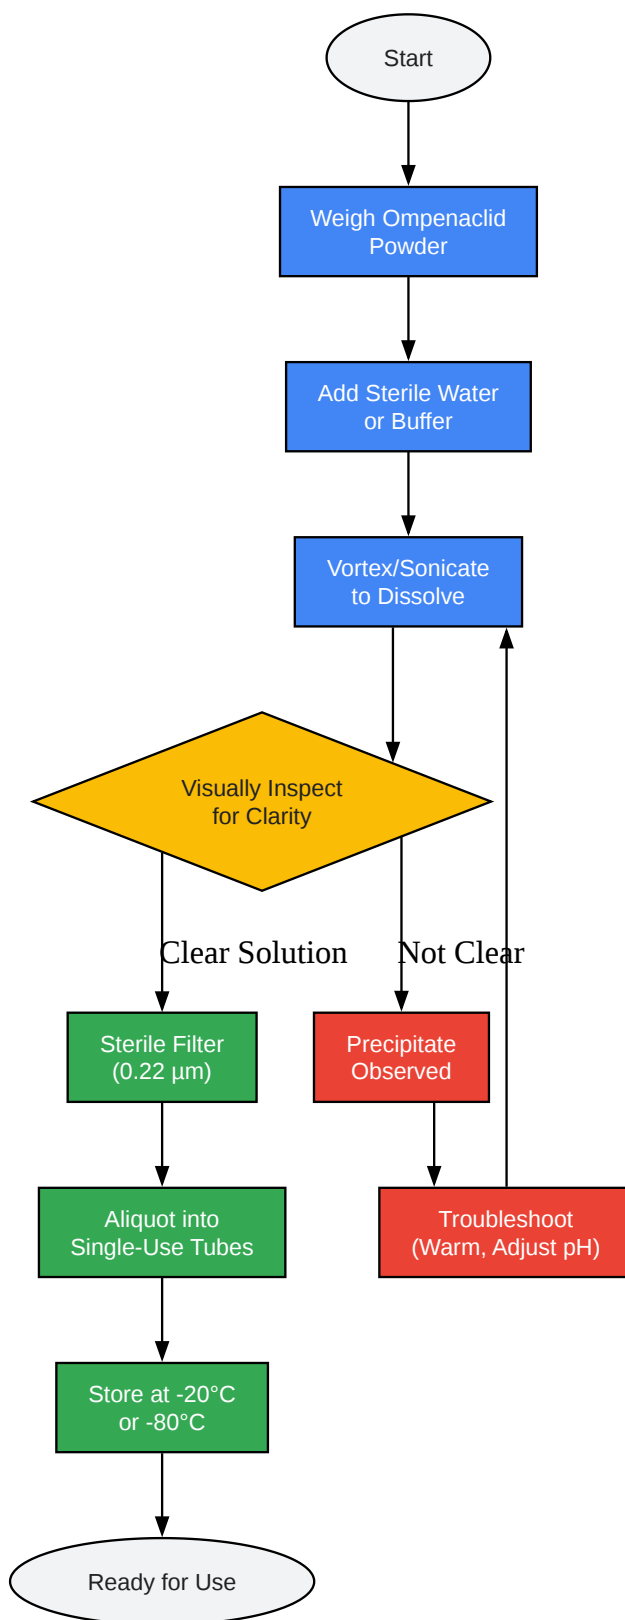 Start
Weigh Ompenaclid
Powder
Add Sterile Water
or Buffer
Vortex/Sonicate
to Dissolve
Visually Inspect
for Clarity
Clear Solution
Not Clear
Sterile Filter
(0.22 µm)
Precipitate
Observed
Aliquot into
Single-Use Tubes
Troubleshoot
(Warm, Adjust pH)
Store at -20°C
or -80°C
Ready for Use